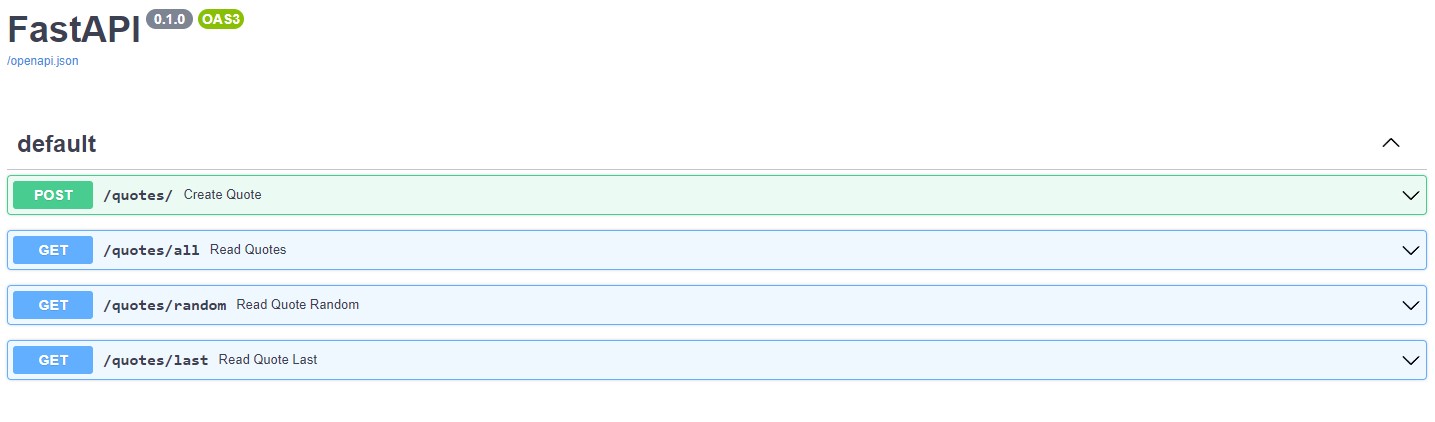 FastAPI 0.1.0 OAS3
/openapi.json
default
POST /quotes/ Create Quote
GET /quotes/all Read Quotes
GET /quotes/random Read Quote Random
GET /quotes/last Read Quote Last